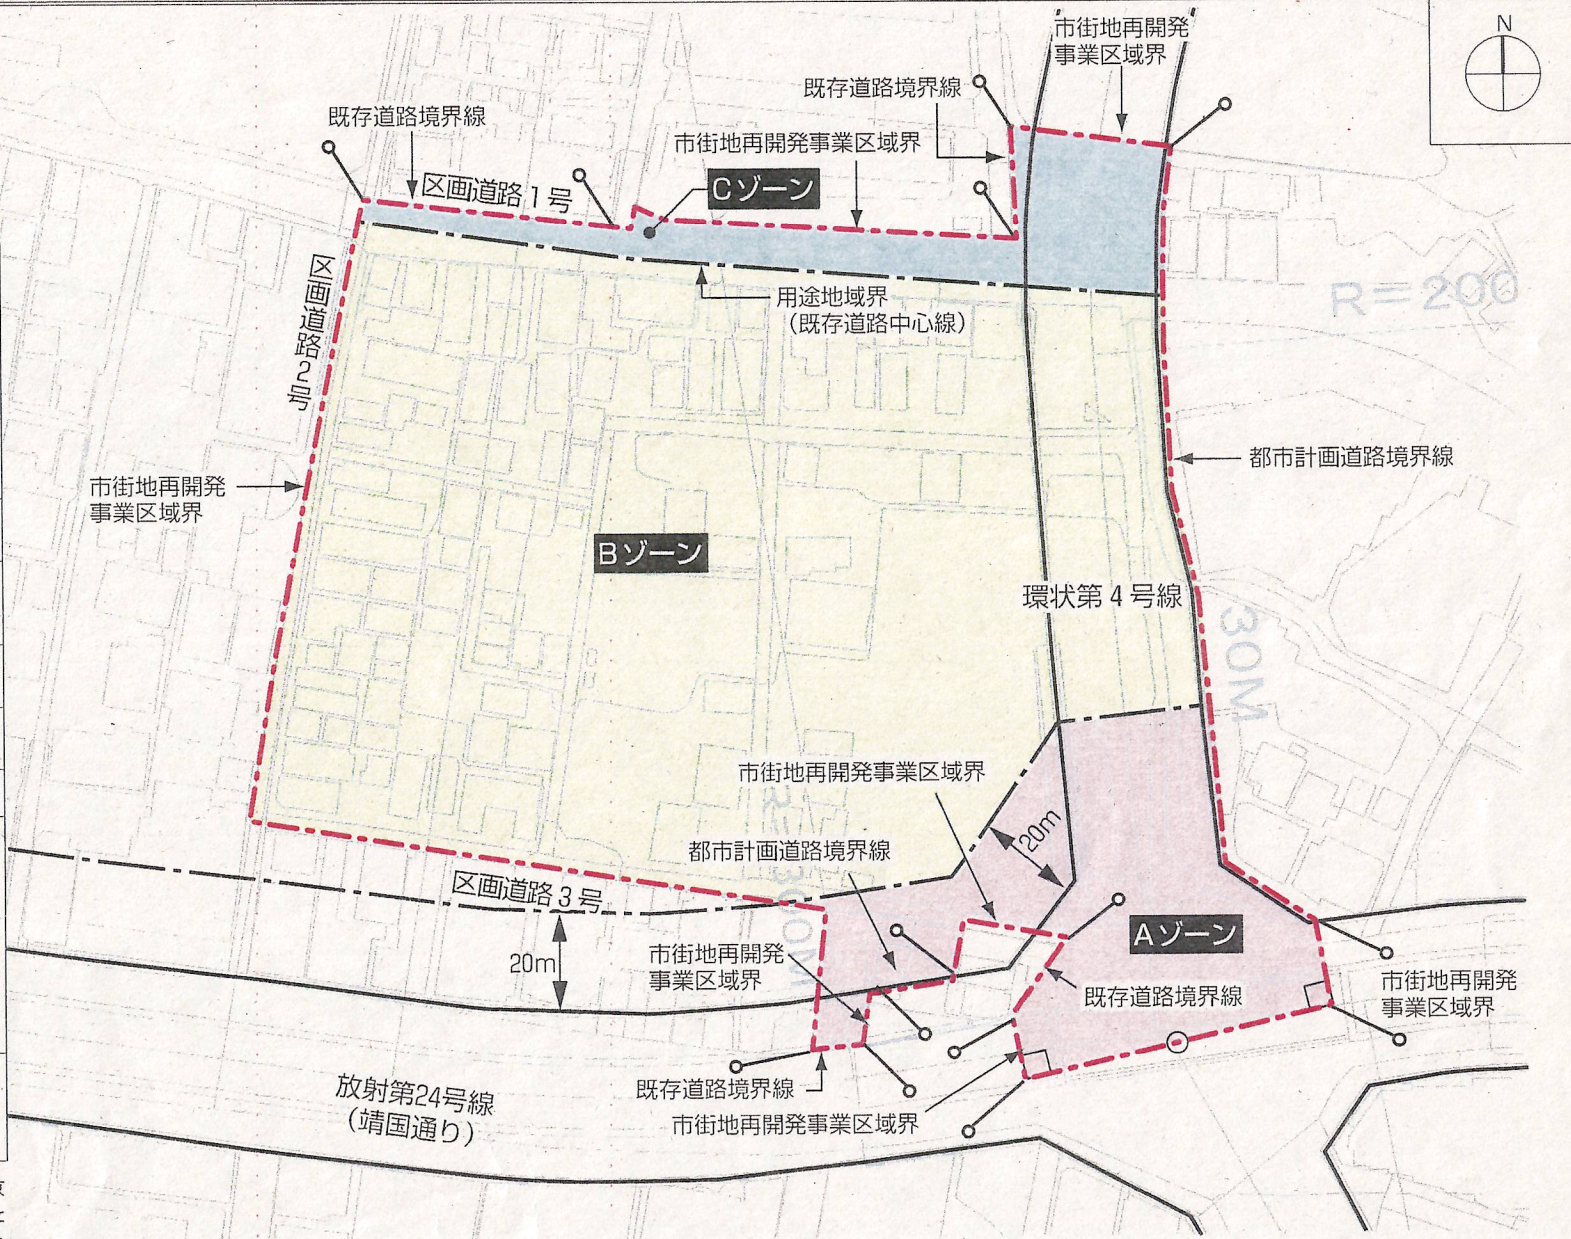 市街地再開発
事業区域界
N
既存道路境界線
既存道路境界線
市街地再開発事業区域界
区画道路1号
Cゾーン
区画道路2号
用途地域界
(既存道路中心線)
R=200
都市計画道路境界線
市街地再開発
事業区域界
Bゾーン
環状第4号線
30M
市街地再開発事業区域界
20m
都市計画道路境界線
区画道路3号
R=300M
Aゾーン
20m
市街地再開発
事業区域界
既存道路境界線
市街地再開発
事業区域界
既存道路境界線
市街地再開発事業区域界
放射第24号線
(靖国通り)